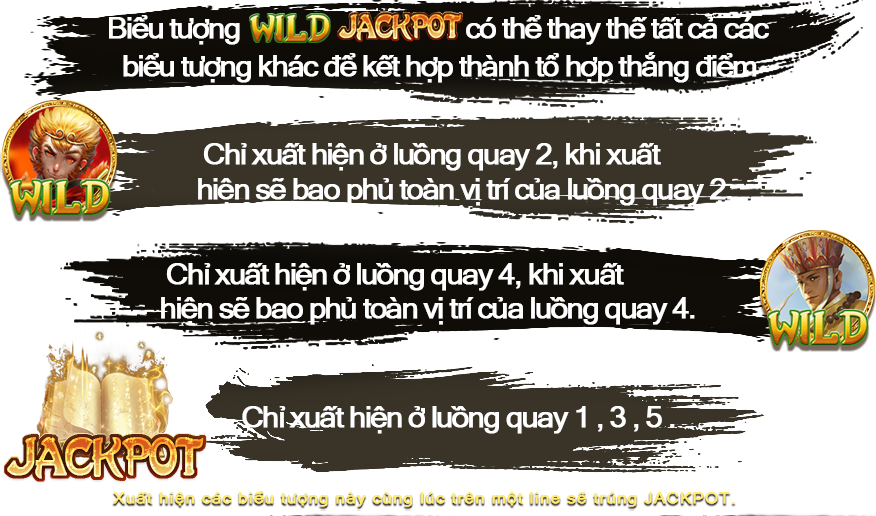 Biểu tượng WILD JACKPOT có thể thay thế tất cả các
biểu tượng khác để kết hợp thành tổ hợp thắng điểm
Chỉ xuất hiện ở luồng quay 2, khi xuất
hiện sẽ bao phủ toàn vị trí của luồng quay 2
WILD
Chỉ xuất hiện ở luồng quay 4, khi xuất
hiện sẽ bao phủ toàn vị trí của luồng quay 4.
WILD
Chỉ xuất hiện ở luồng quay 1 , 3 , 5
JACKPOT
Xuất hiện các biểu tượng này cùng lúc trên một line sẽ trúng JACKPOT.